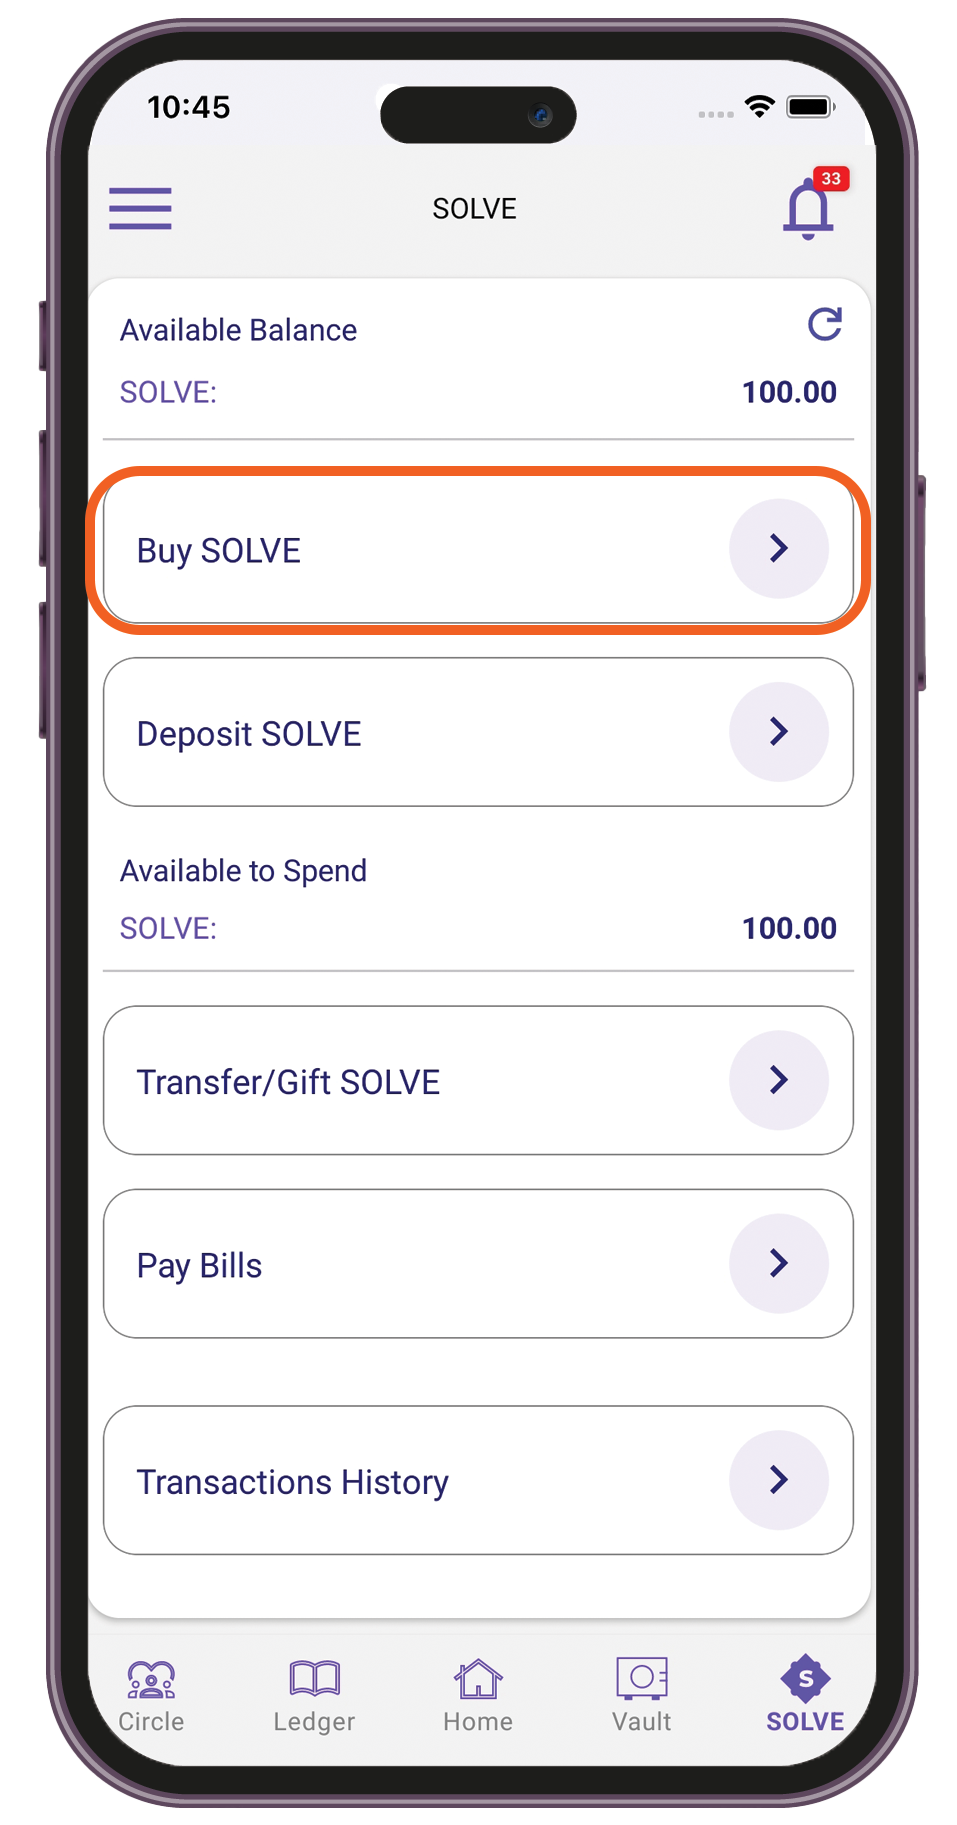 10:45
SOLVE
33
Available Balance
SOLVE: 100.00
Buy SOLVE
Deposit SOLVE
Available to Spend
SOLVE: 100.00
Transfer/Gift SOLVE
Pay Bills
Transactions History
S
Circle Ledger Home Vault SOLVE